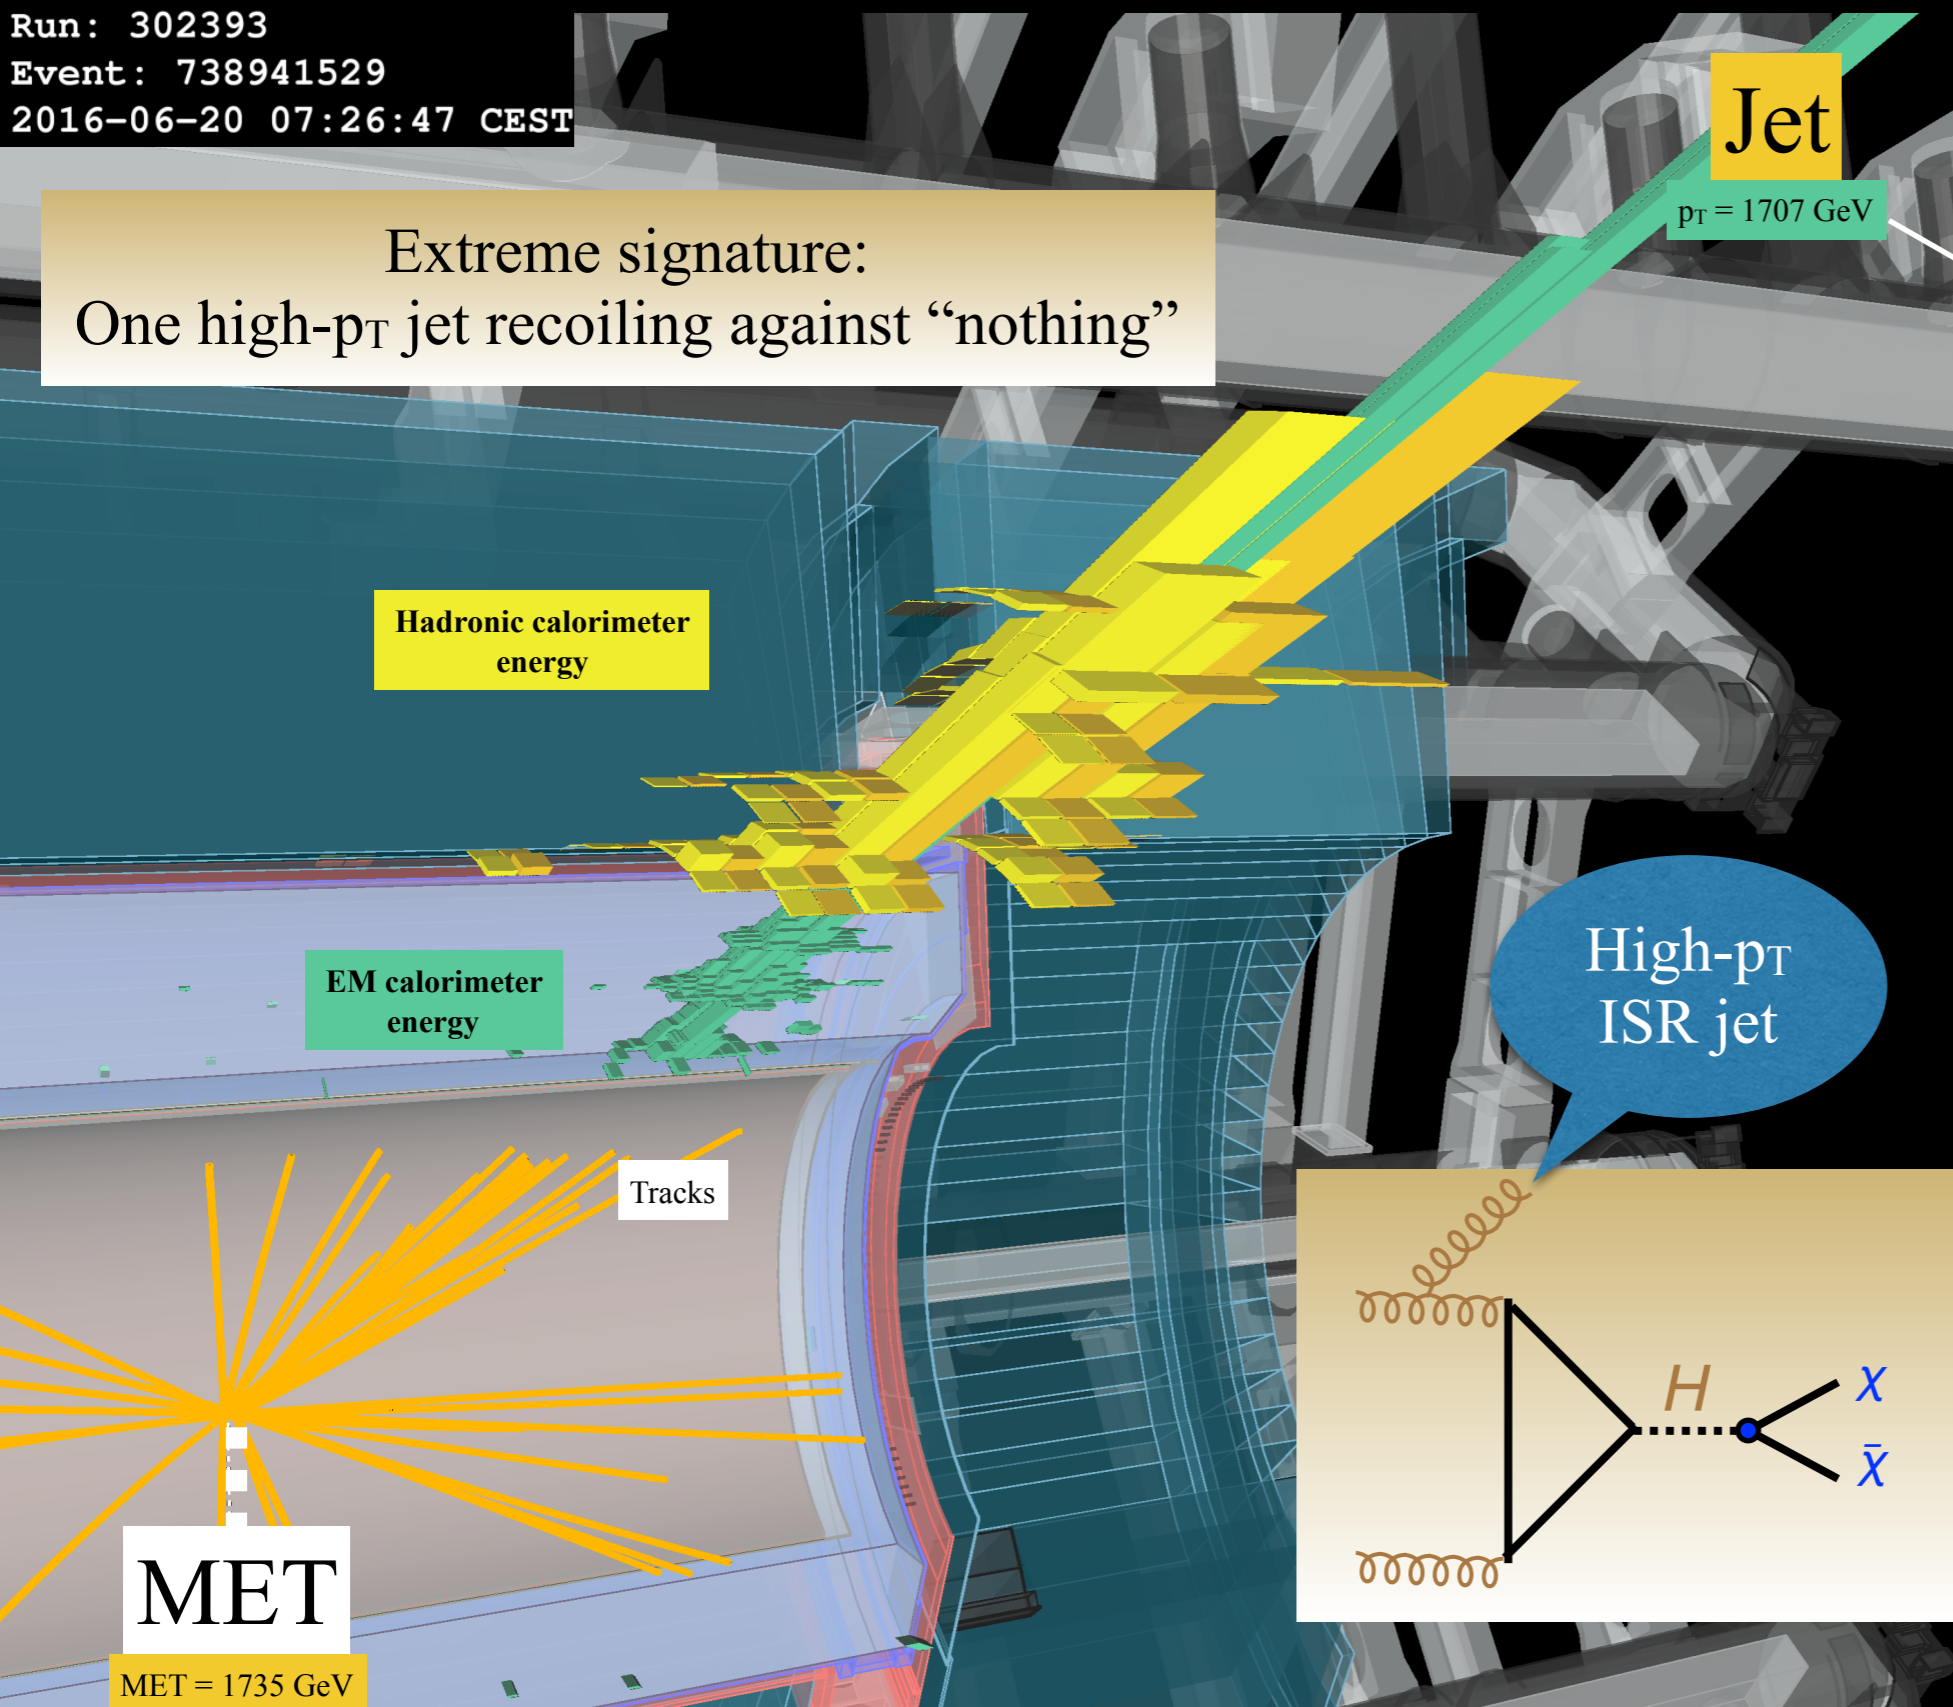 Run: 302393
Event: 738941529
2016-06-20 07:26:47 CEST
Jet
pT = 1707 GeV
Extreme signature:
One high-pT jet recoiling against “nothing”
Hadronic calorimeter
energy
EM calorimeter
energy
High-pT
ISR jet
Tracks
H
χ
χ̄
MET
MET = 1735 GeV